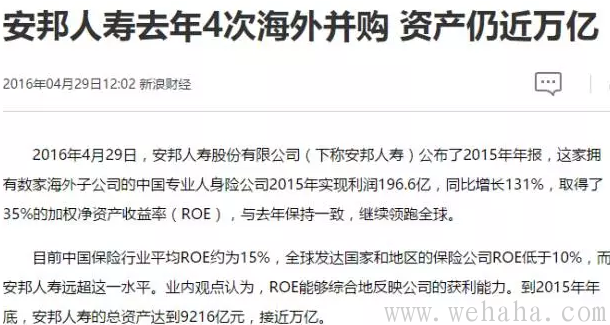 安邦人寿去年4次海外并购 资产仍近万亿
2016年04月29日12:02 新浪财经
2016年4月29日，安邦人寿股份有限公司（下称安邦人寿）公布了2015年年报，这家拥
有数家海外子公司的中国专业人身险公司2015年实现利润196.6亿，同比增长131%，取得了
35%的加权净资产收益率（ROE），与去年保持一致，继续领跑全球。
目前中国保险行业平均ROE约为15%，全球发达国家和地区的保险公司ROE低于10%，而
安邦人寿远超这一水平。业内观点认为，ROE能够综合地反映公司的获利能力。到2015年年
底，安邦人寿的总资产达到9216亿元，接近万亿。
www.wehaha.com